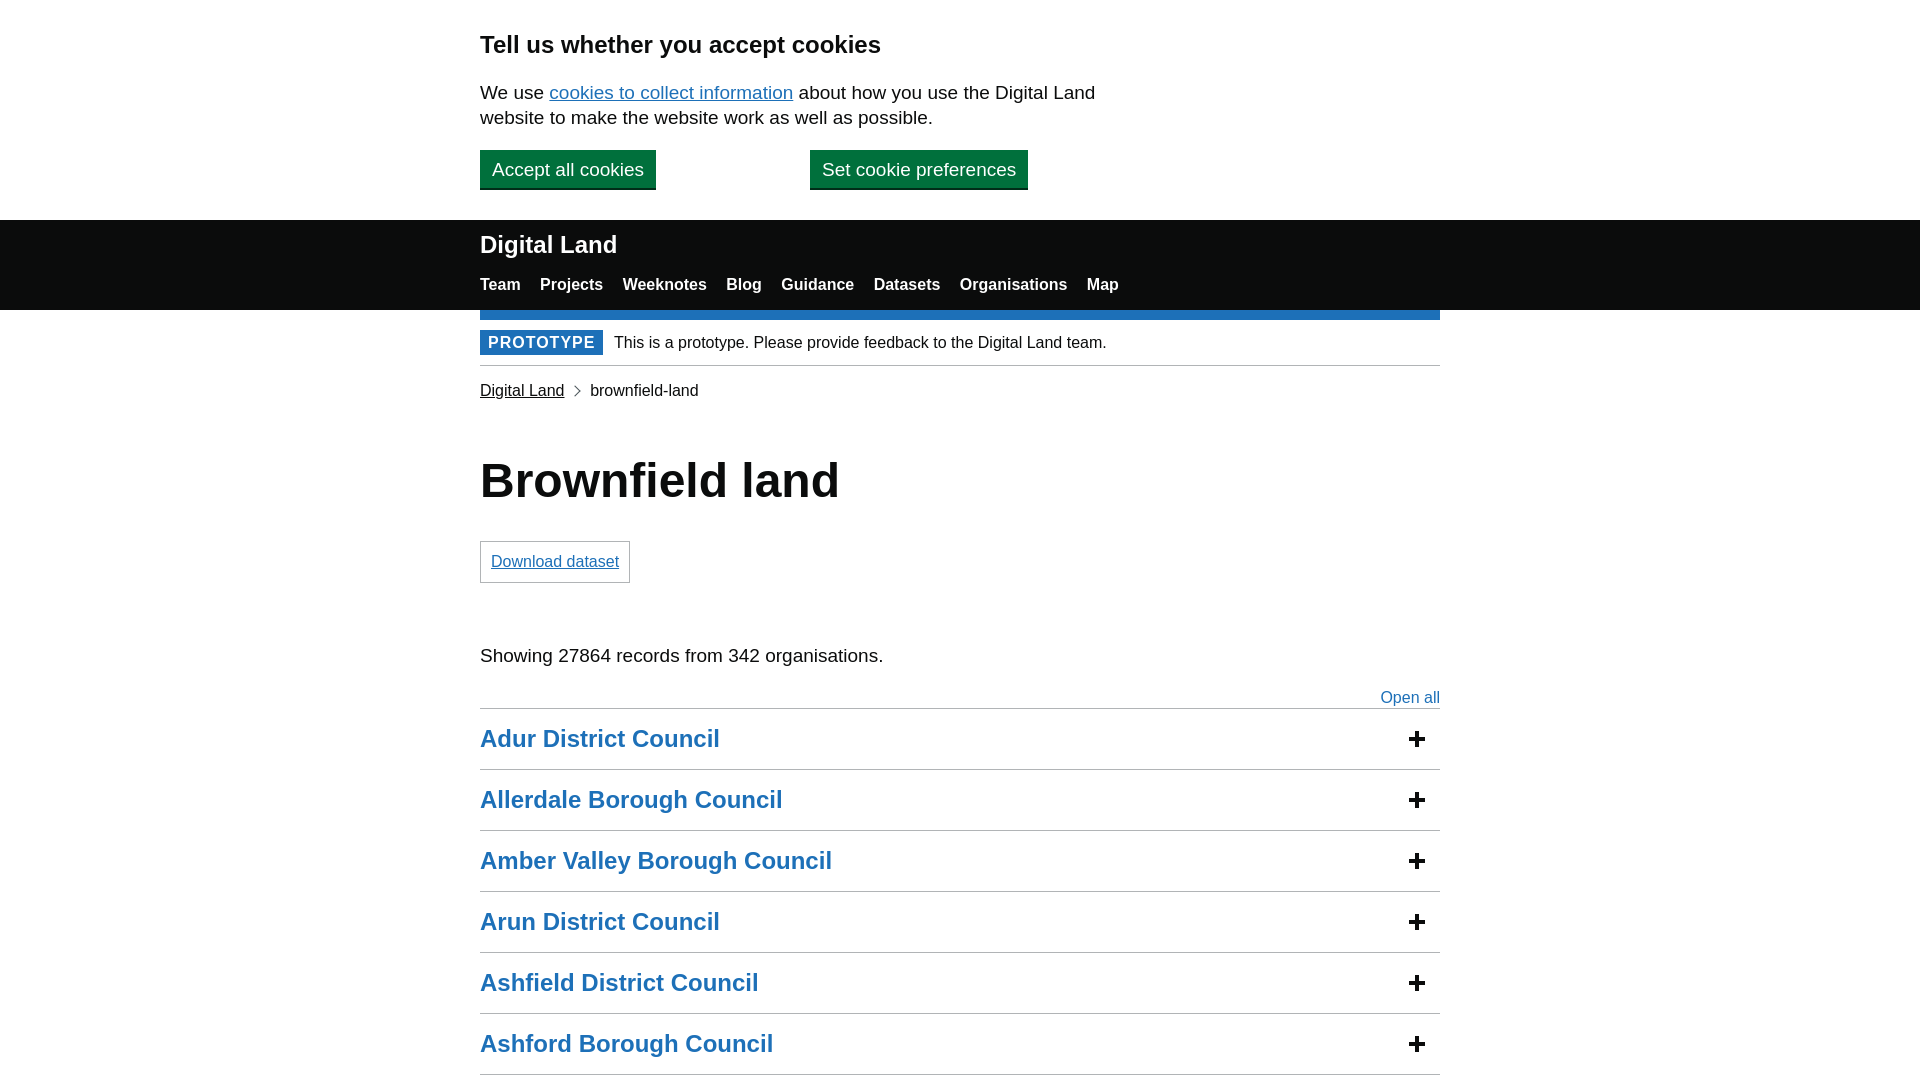 Tell us whether you accept cookies
We use cookies to collect information about how you use the Digital Land
website to make the website work as well as possible.
Accept all cookies Set cookie preferences
Digital Land
Team Projects Weeknotes Blog Guidance Datasets Organisations Map
PROTOTYPE This is a prototype. Please provide feedback to the Digital Land team.
Digital Land brownfield-land
Brownfield land
Download dataset
Showing 27864 records from 342 organisations.
Open all
Adur District Council
Allerdale Borough Council
Amber Valley Borough Council
Arun District Council
Ashfield District Council
Ashford Borough Council